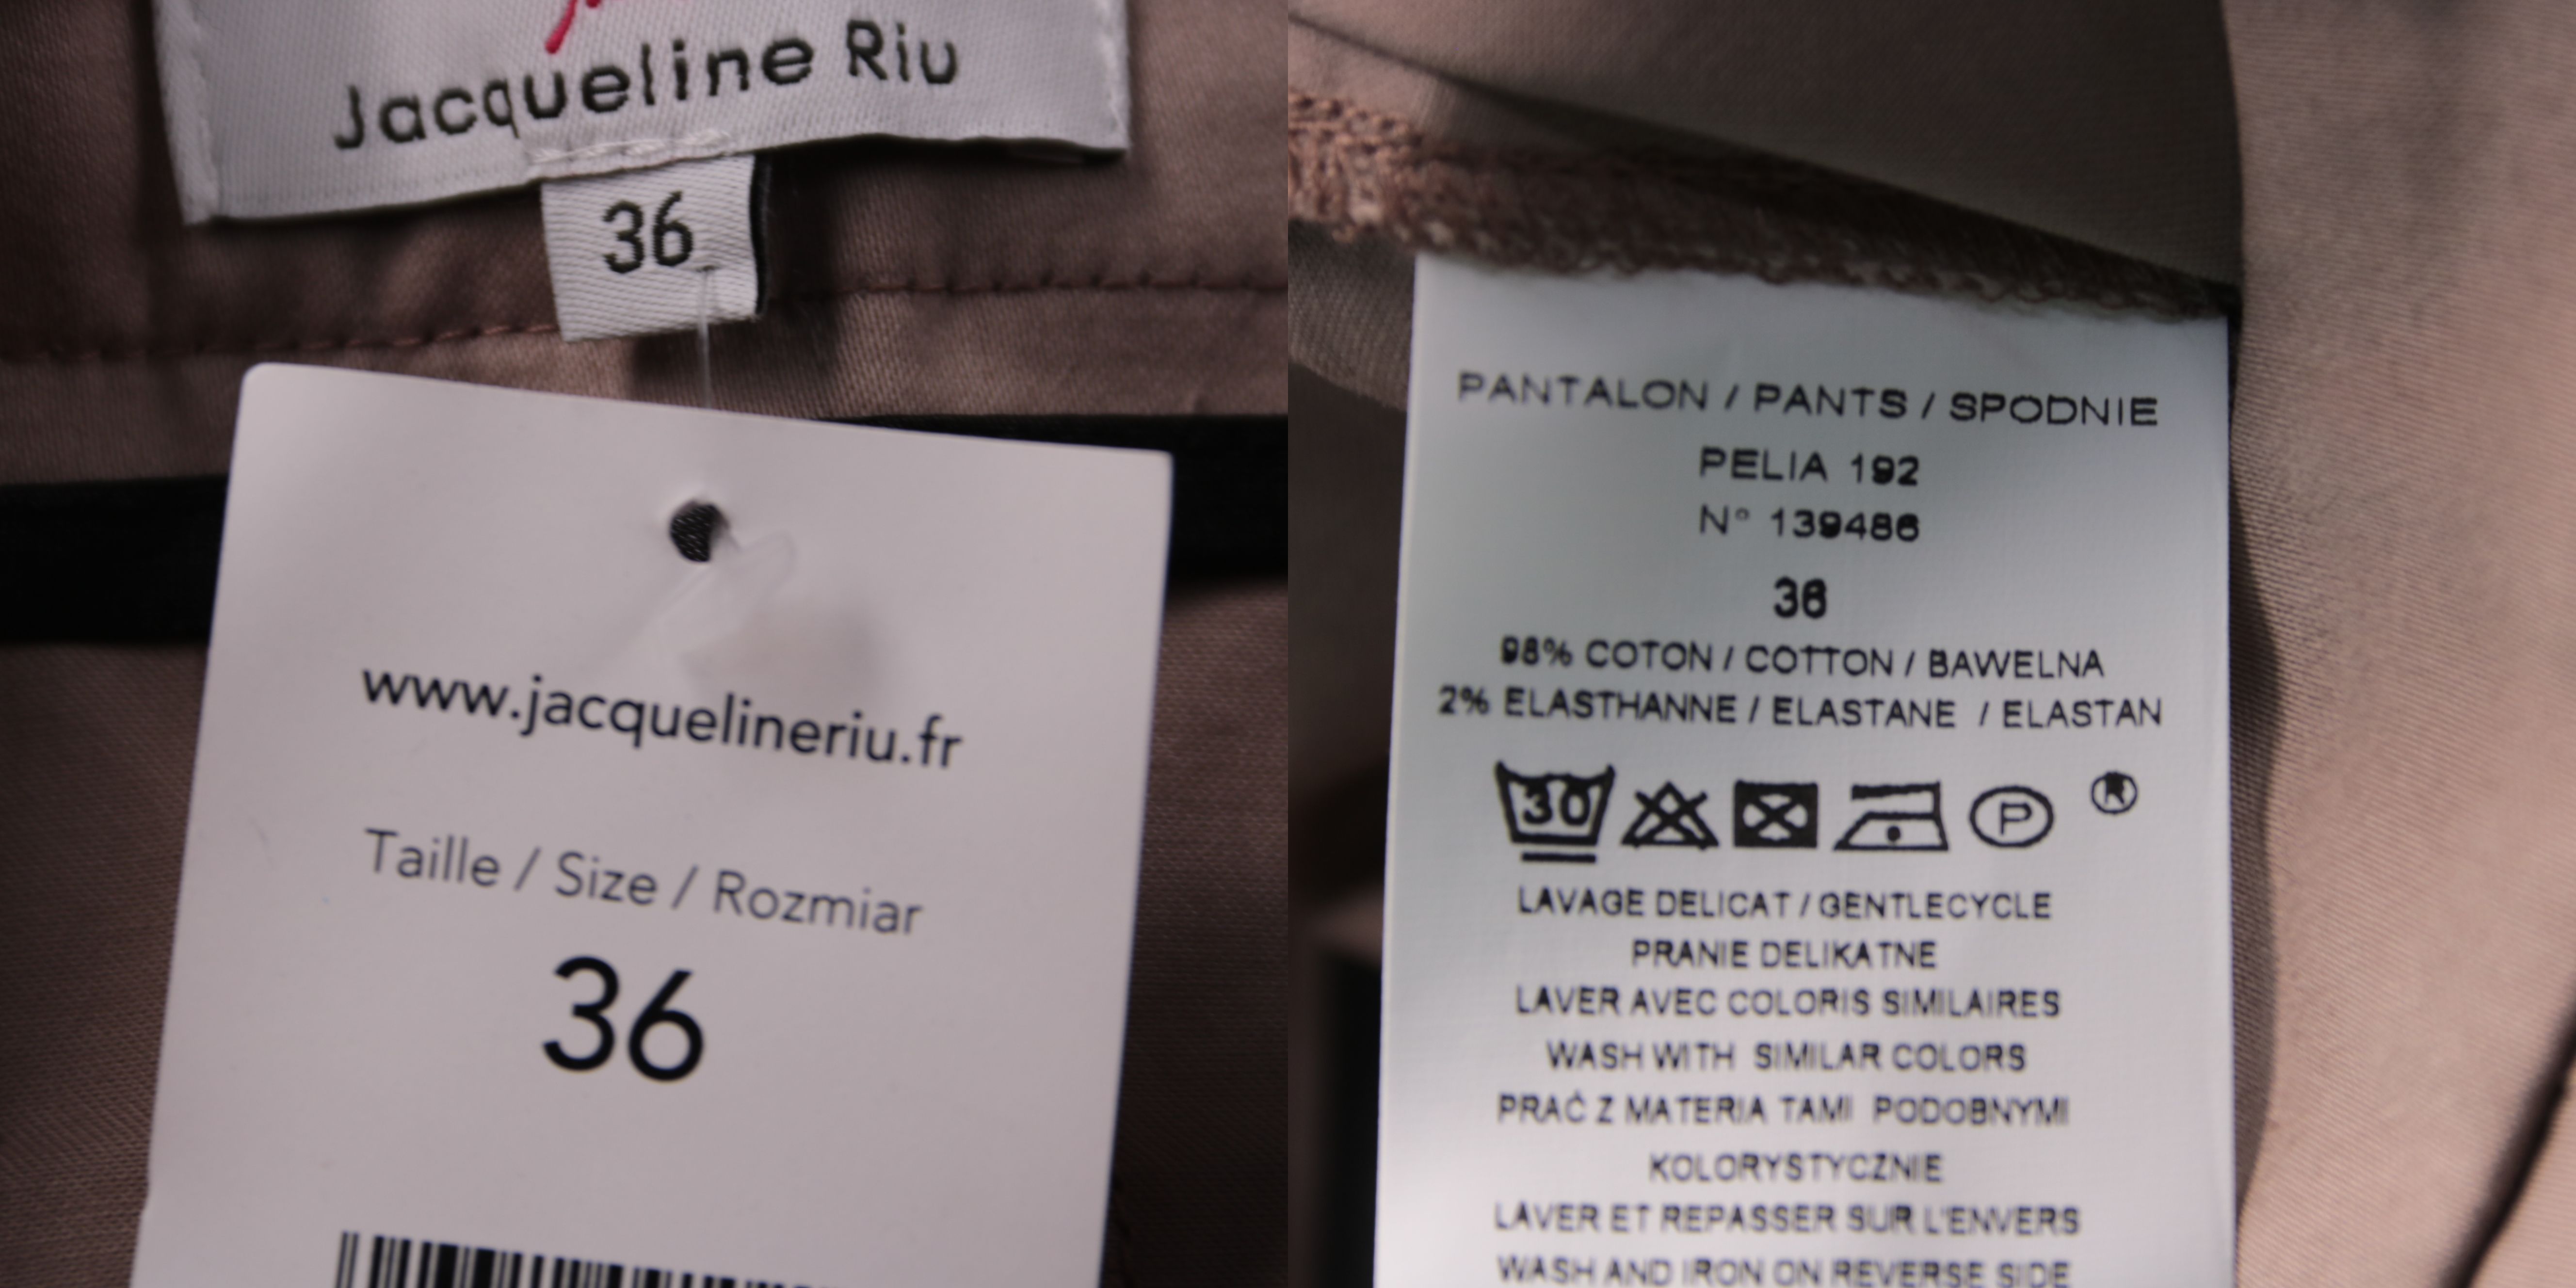 Jacqueline Riu
36
www.jacquelineriu.fr
Taille / Size / Rozmiar
36
PANTALON / PANTS / SPODNIE
PELIA 192
N° 139486
36
98% COTON / COTTON / BAWELNA
2% ELASTHANNE / ELASTANE / ELASTAN
30
P
®
LAVAGE DELICAT / GENTLECYCLE
PRANIE DELIKATNE
LAVER AVEC COLORIS SIMILAIRES
WASH WITH SIMILAR COLORS
PRAĆ Z MATERIA TAMI PODOBNYMI
KOLORYSTYCZNIE
LAVER ET REPASSER SUR L'ENVERS
WASH AND IRON ON REVERSE SIDE